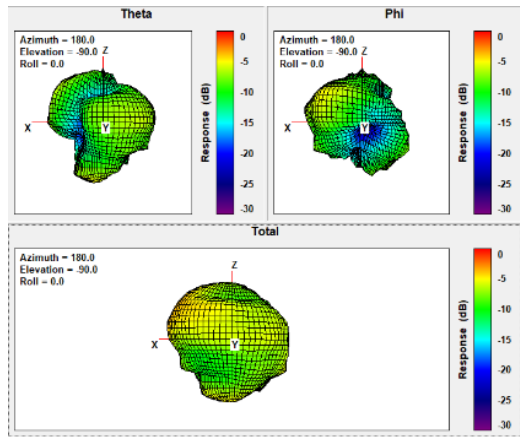 Theta
Azimuth = 180.0
Elevation = -90.0
Roll = 0.0
Z
X
Y
0
-5
-10
-15
-20
-25
-30
Response (dB)
Phi
Azimuth = 180.0
Elevation = -90.0
Roll = 0.0
Z
X
Y
0
-5
-10
-15
-20
-25
-30
Response (dB)
Total
Azimuth = 180.0
Elevation = -90.0
Roll = 0.0
Z
X
Y
0
-5
-10
-15
-20
-25
-30
Response (dB)